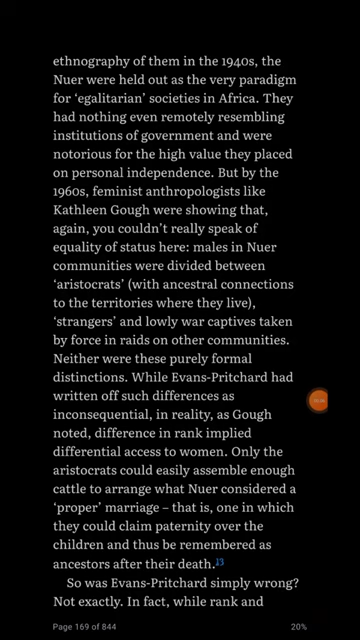 ethnography of them in the 1940s, the
Nuer were held out as the very paradigm
for ‘egalitarian’ societies in Africa. They
had nothing even remotely resembling
institutions of government and were
notorious for the high value they placed
on personal independence. But by the
1960s, feminist anthropologists like
Kathleen Gough were showing that,
again, you couldn’t really speak of
equality of status here: males in Nuer
communities were divided between
‘aristocrats’ (with ancestral connections
to the territories where they live),
‘strangers’ and lowly war captives taken
by force in raids on other communities.
Neither were these purely formal
distinctions. While Evans-Pritchard had
written off such differences as
inconsequential, in reality, as Gough
noted, difference in rank implied
differential access to women. Only the
aristocrats could easily assemble enough
cattle to arrange what Nuer considered a
‘proper’ marriage – that is, one in which
they could claim paternity over the
children and thus be remembered as
ancestors after their death.13
So was Evans-Pritchard simply wrong?
Not exactly. In fact, while rank and
Page 169 of 844
20%